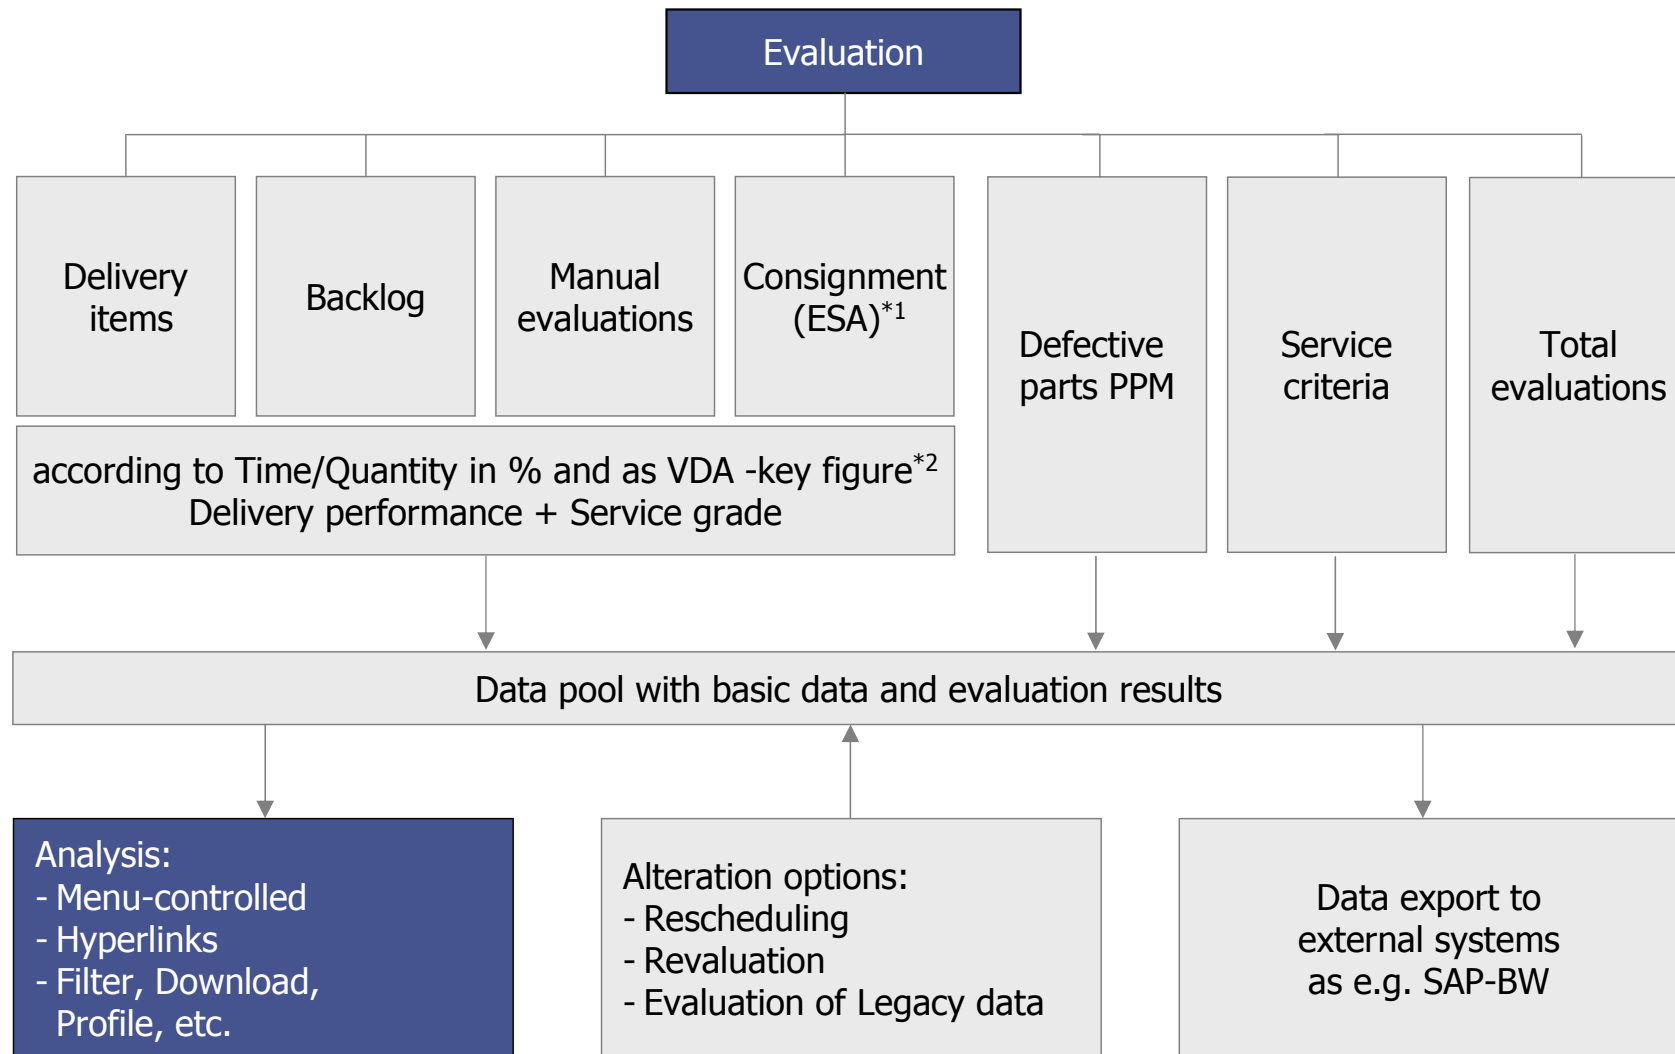 Evaluation
Delivery
items
Backlog
Manual
evaluations
Consignment
(ESA)*1
Defective
parts PPM
Service
criteria
Total
evaluations
according to Time/Quantity in % and as VDA -key figure*2
Delivery performance + Service grade
Data pool with basic data and evaluation results
Analysis:
- Menu-controlled
- Hyperlinks
- Filter, Download,
Profile, etc.
Alteration options:
- Rescheduling
- Revaluation
- Evaluation of Legacy data
Data export to
external systems
as e.g. SAP-BW